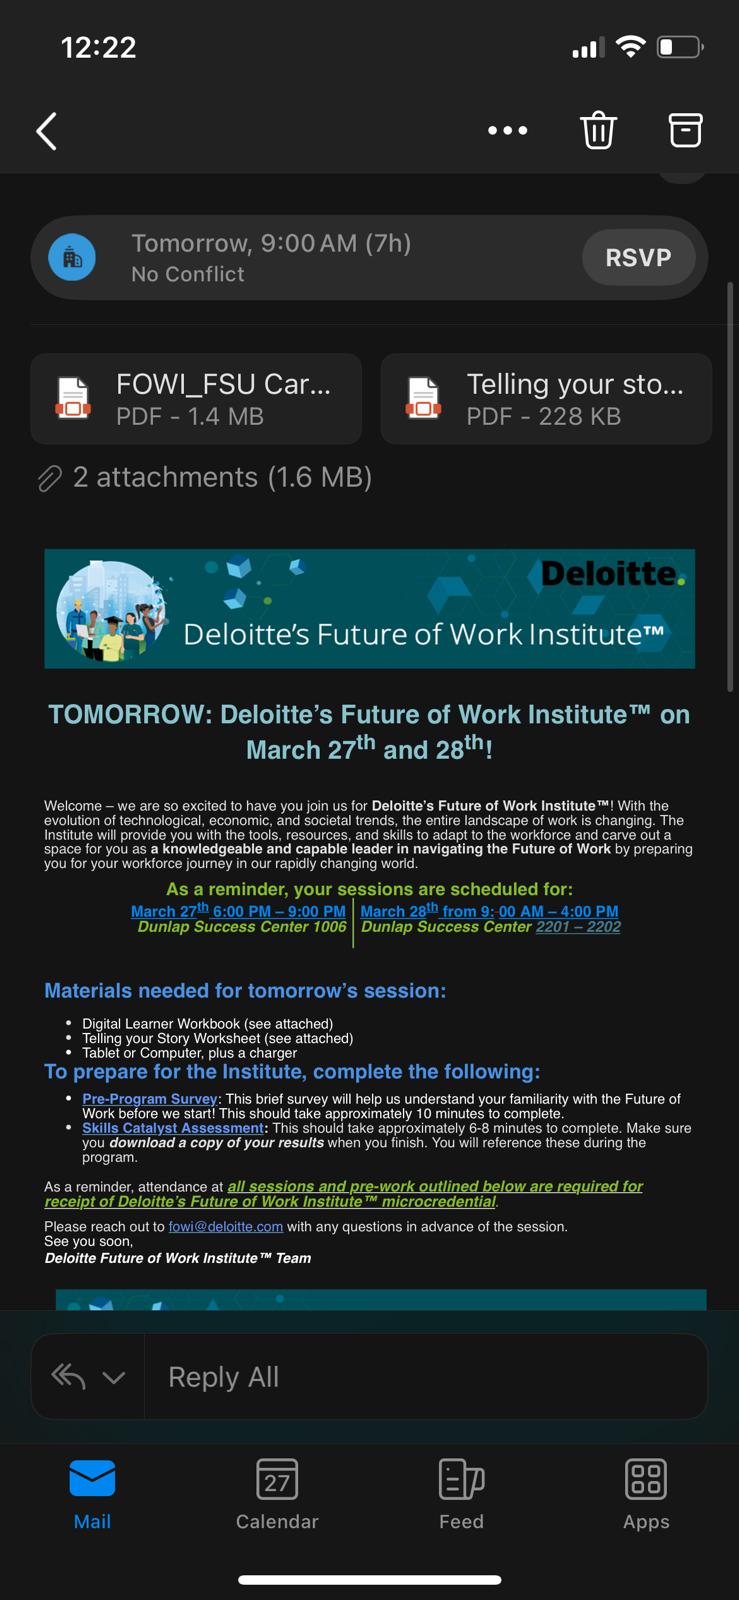 12:22
Tomorrow, 9:00 AM (7h)
No Conflict
RSVP
FOWI_FSU Car...
PDF - 1.4 MB
Telling your sto...
PDF - 228 KB
2 attachments (1.6 MB)
Deloitte.
Deloitte's Future of Work Institute™
TOMORROW: Deloitte's Future of Work Institute™ on
March 27th and 28th!
Welcome – we are so excited to have you join us for Deloitte's Future of Work Institute™! With the
evolution of technological, economic, and societal trends, the entire landscape of work is changing. The
Institute will provide you with the tools, resources, and skills to adapt to the workforce and carve out a
space for you as a knowledgeable and capable leader in navigating the Future of Work by preparing
you for your workforce journey in our rapidly changing world.
As a reminder, your sessions are scheduled for:
March 27th 6:00 PM – 9:00 PM
Dunlap Success Center 1006
March 28th from 9:-00 AM – 4:00 PM
Dunlap Success Center 2201 – 2202
Materials needed for tomorrow's session:
• Digital Learner Workbook (see attached)
• Telling your Story Worksheet (see attached)
• Tablet or Computer, plus a charger
To prepare for the Institute, complete the following:
• Pre-Program Survey: This brief survey will help us understand your familiarity with the Future of
Work before we start! This should take approximately 10 minutes to complete.
• Skills Catalyst Assessment: This should take approximately 6-8 minutes to complete. Make sure
you download a copy of your results when you finish. You will reference these during the
program.
As a reminder, attendance at all sessions and pre-work outlined below are required for
receipt of Deloitte's Future of Work Institute™ microcredential.
Please reach out to fowi@deloitte.com with any questions in advance of the session.
See you soon,
Deloitte Future of Work Institute™ Team
Reply All
27
Mail
Calendar
Feed
Apps